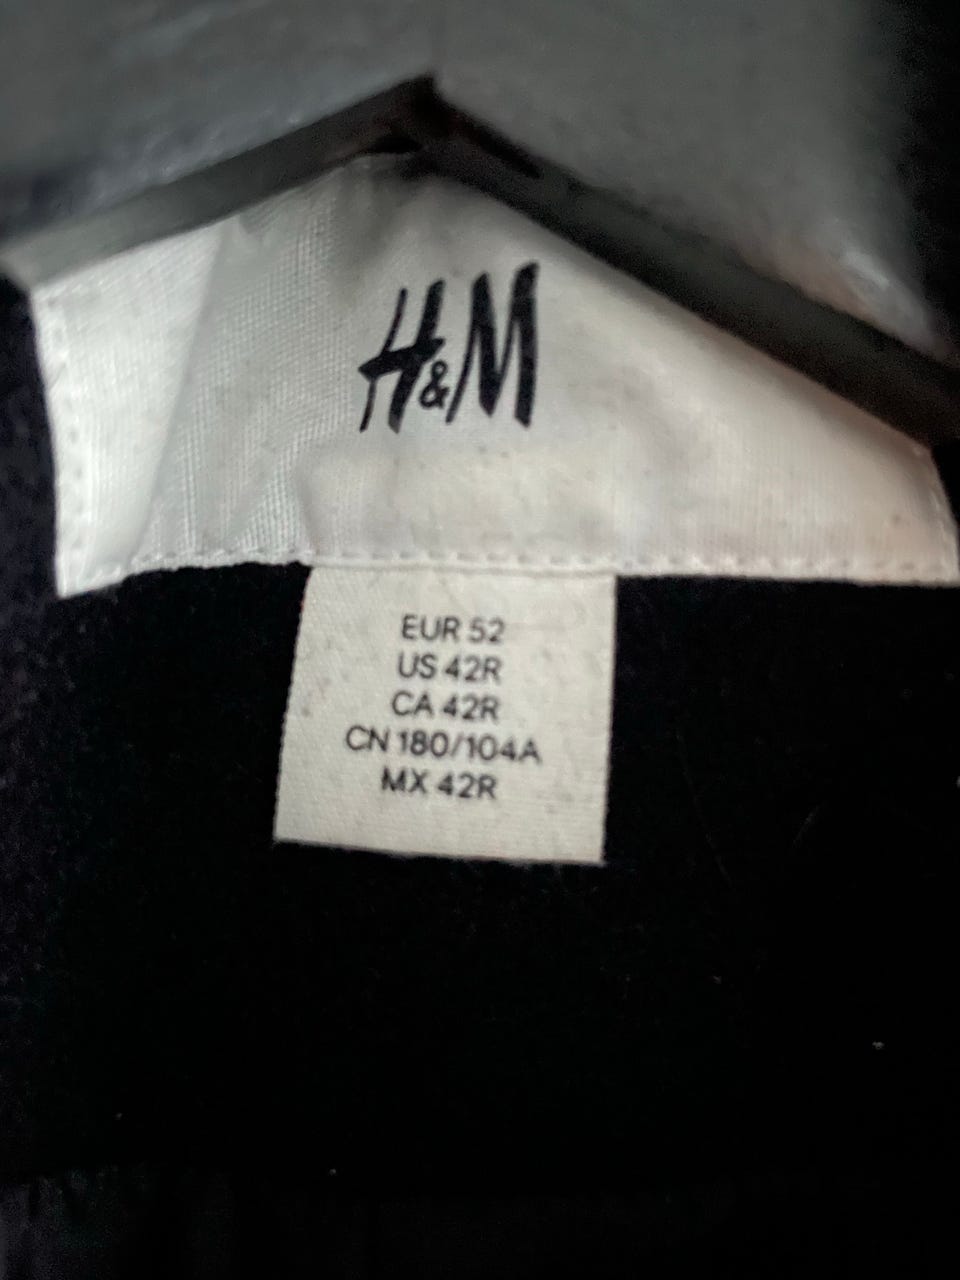 H&M
EUR 52
US 42R
CA 42R
CN 180/104A
MX 42R